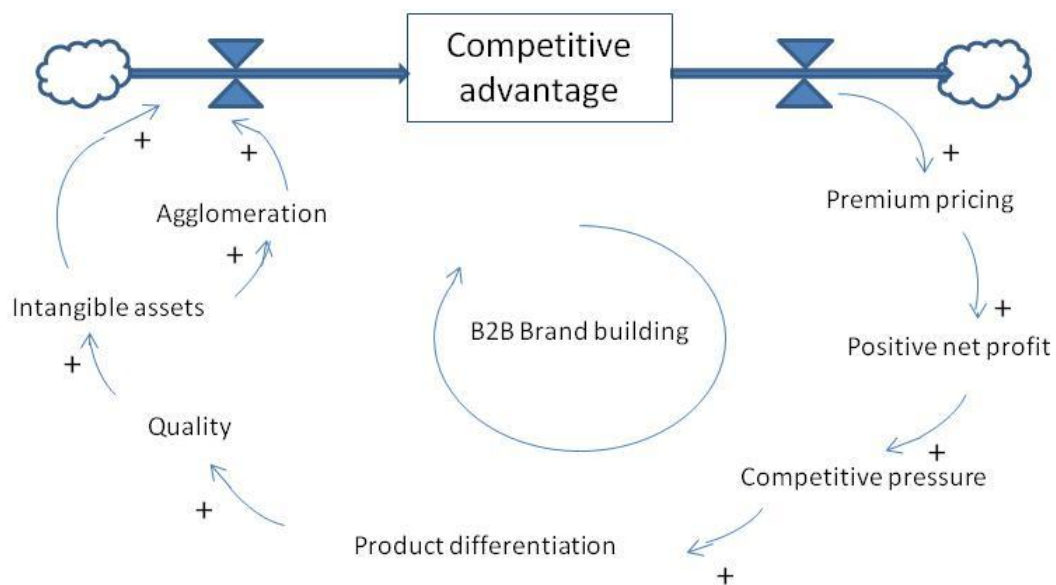 Competitive
advantage
+
+
+
Agglomeration
Premium pricing
+
Intangible assets
+
B2B Brand building
Positive net profit
+
Quality
+
Competitive pressure
+
Product differentiation
+